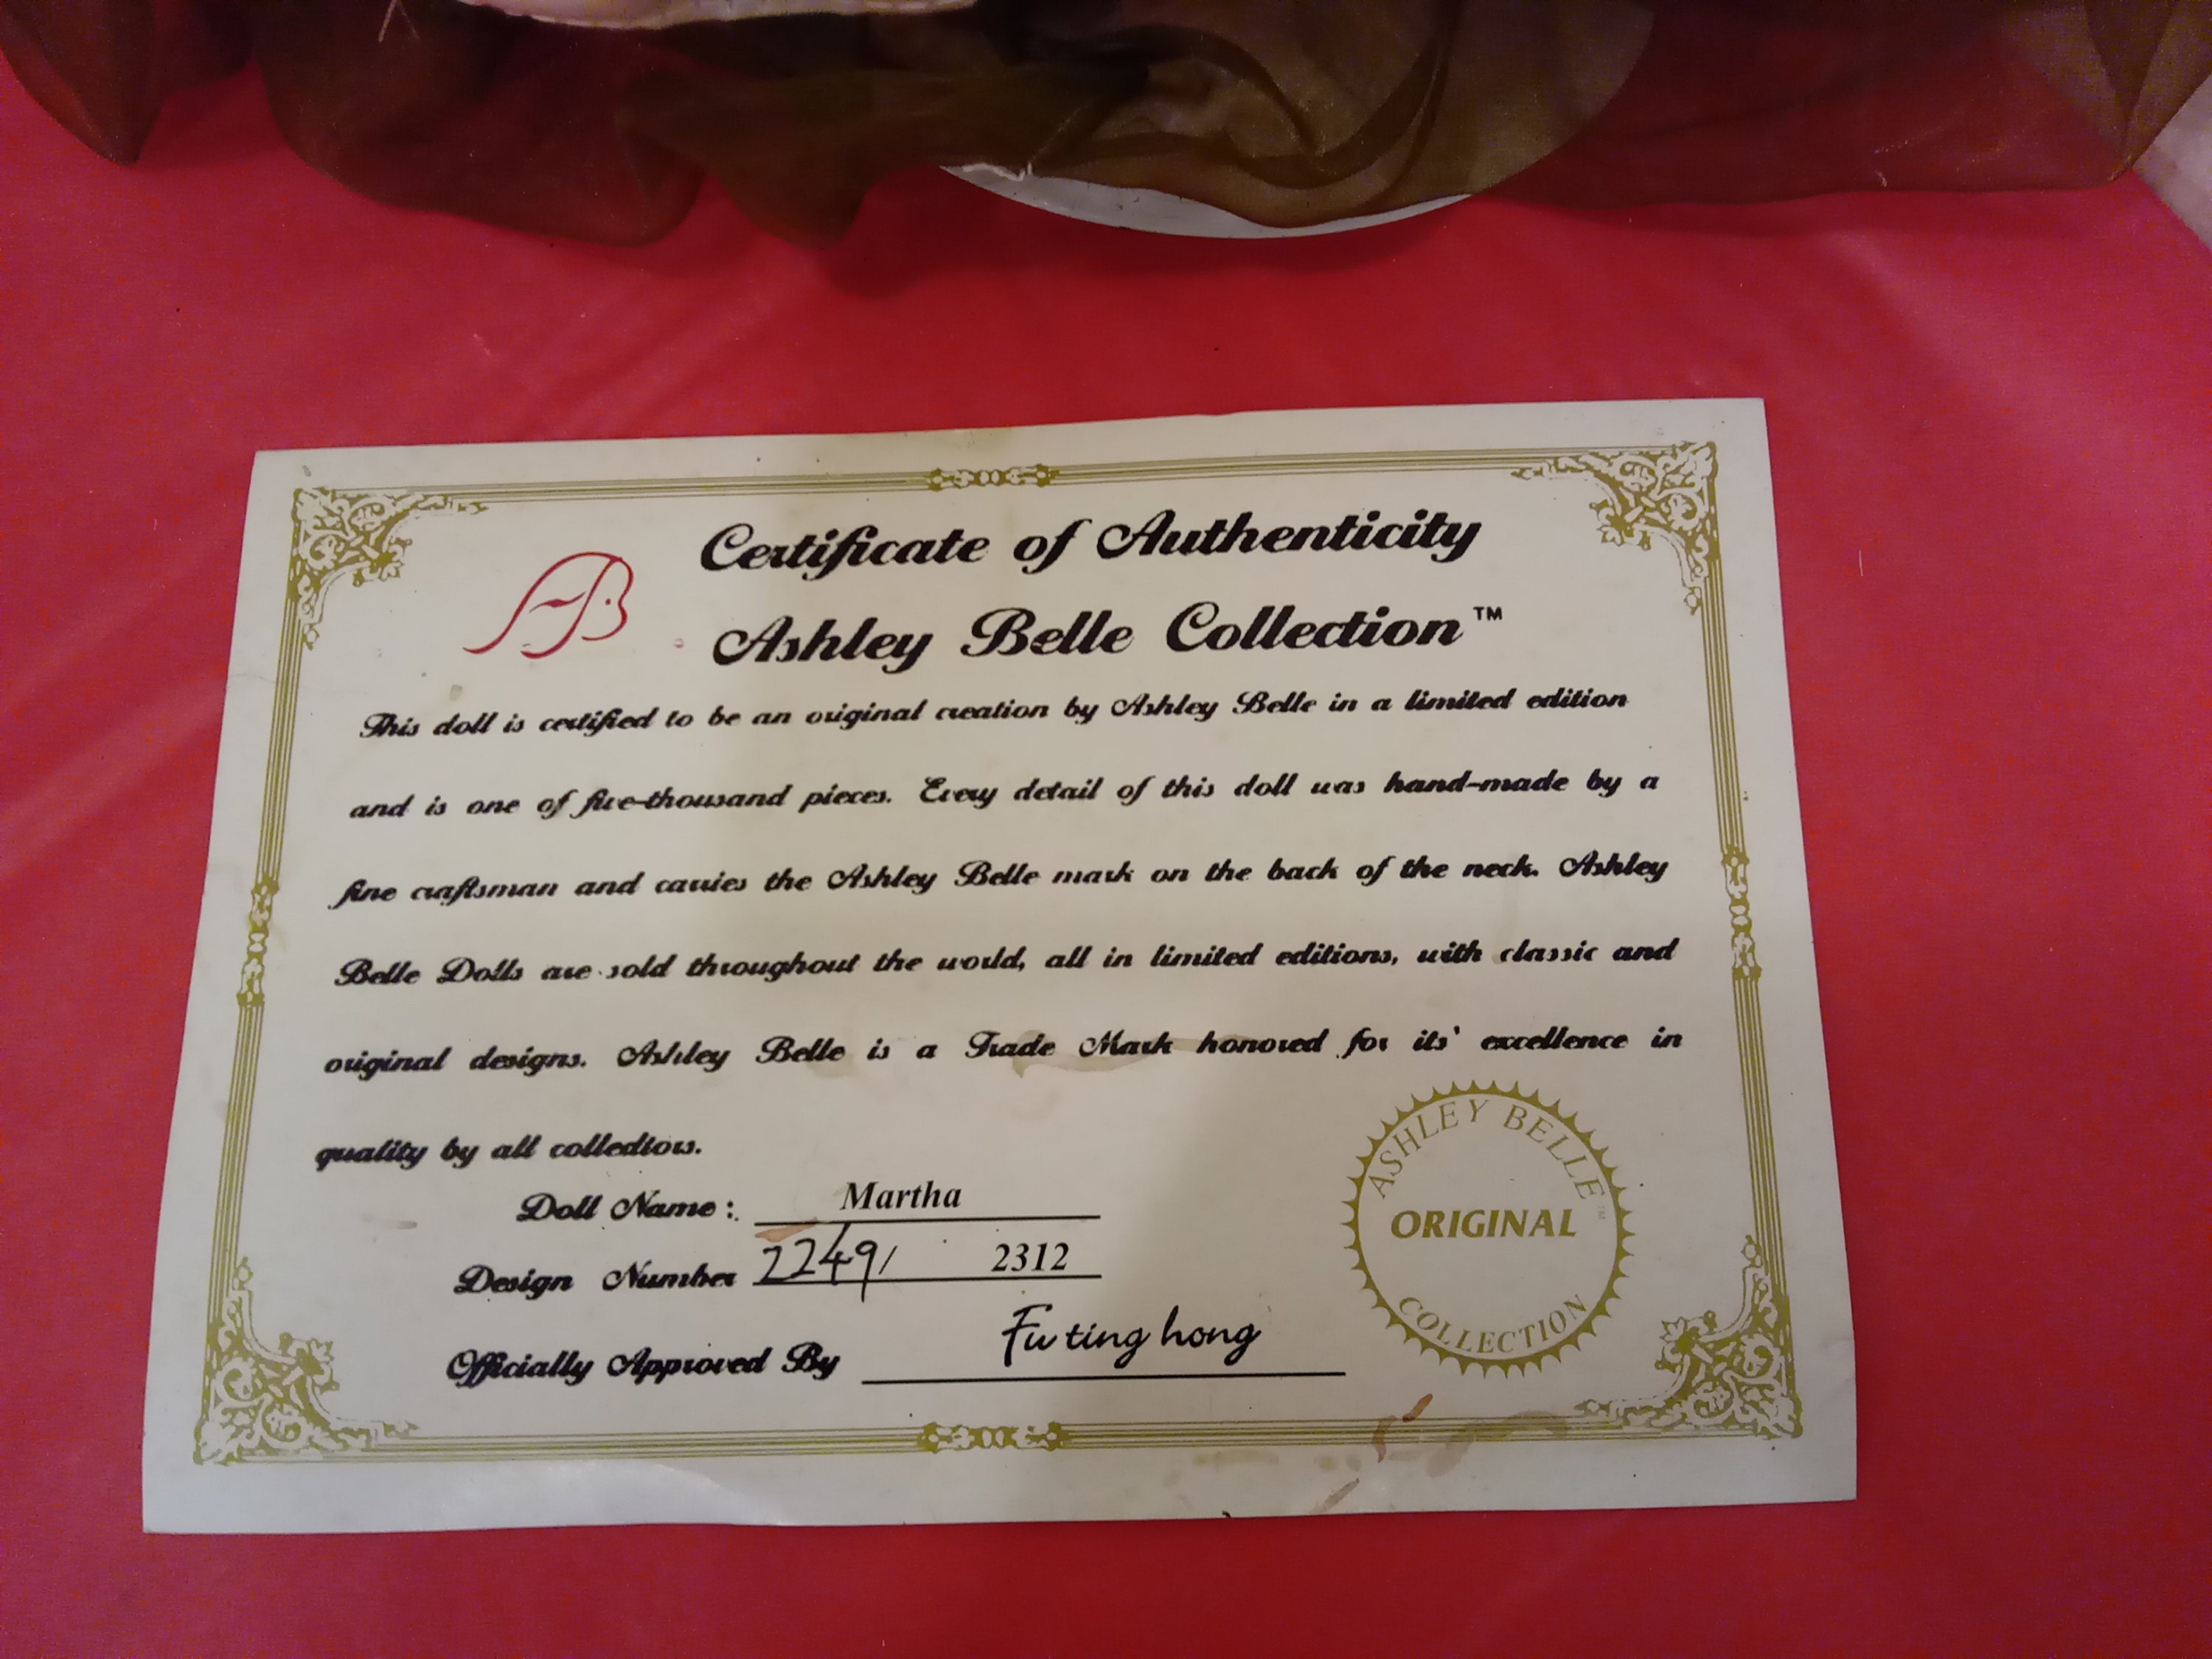 AB
Certificate of Authenticity
Ashley Belle Collection™
This doll is certified to be an original creation by Ashley Belle in a limited edition
and is one of five-thousand pieces. Every detail of this doll was hand-made by a
fine craftsman and carries the Ashley Belle mark on the back of the neck. Ashley
Belle Dolls are sold throughout the world, all in limited editions, with classic and
original designs. Ashley Belle is a Trade Mark honored for its' excellence in
quality by all collectors.
Doll Name: Martha
Design Number 2249/ 2312
Officially Approved By Fu ting hong
ASHLEY BELLE™
ORIGINAL
COLLECTION